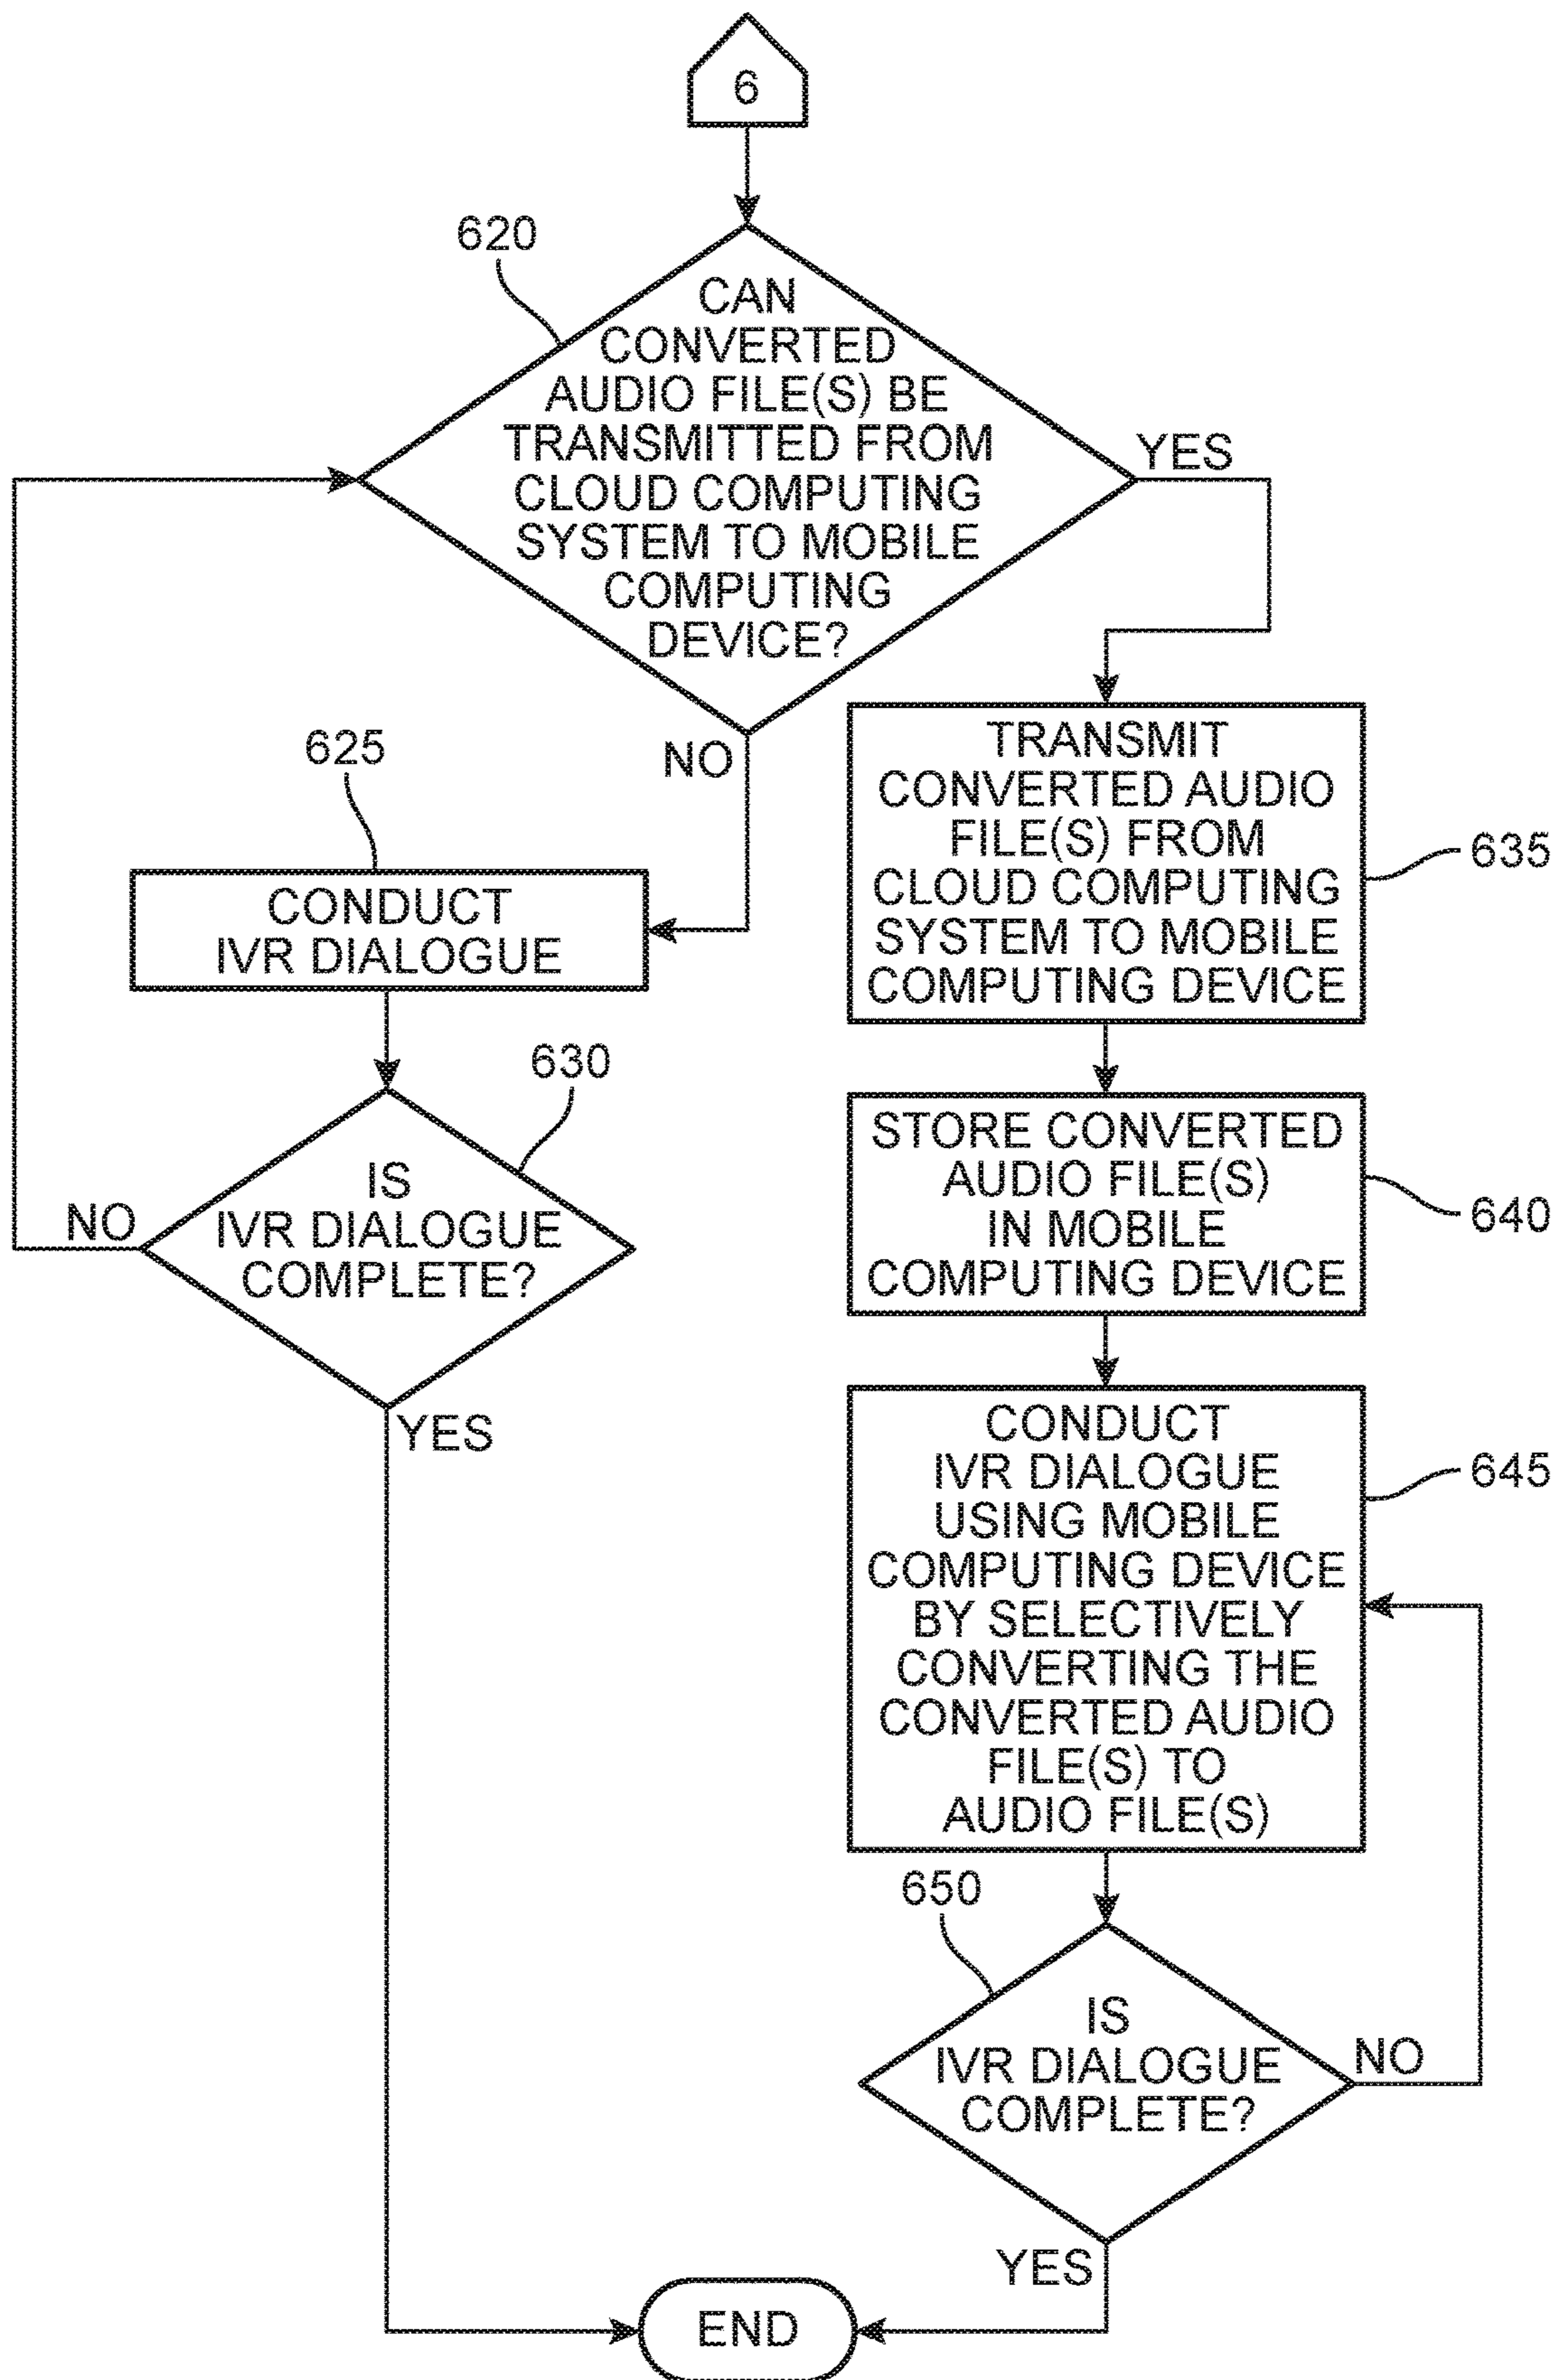 6
620
CAN
CONVERTED
AUDIO FILE(S) BE
TRANSMITTED FROM
CLOUD COMPUTING
SYSTEM TO MOBILE
COMPUTING
DEVICE?
YES
NO
625
CONDUCT
IVR DIALOGUE
630
IS
IVR DIALOGUE
COMPLETE?
NO
YES
TRANSMIT
CONVERTED AUDIO
FILE(S) FROM
CLOUD COMPUTING
SYSTEM TO MOBILE
COMPUTING DEVICE
635
STORE CONVERTED
AUDIO FILE(S)
IN MOBILE
COMPUTING DEVICE
640
CONDUCT
IVR DIALOGUE
USING MOBILE
COMPUTING DEVICE
BY SELECTIVELY
CONVERTING THE
CONVERTED AUDIO
FILE(S) TO
AUDIO FILE(S)
645
650
IS
IVR DIALOGUE
COMPLETE?
NO
YES
END